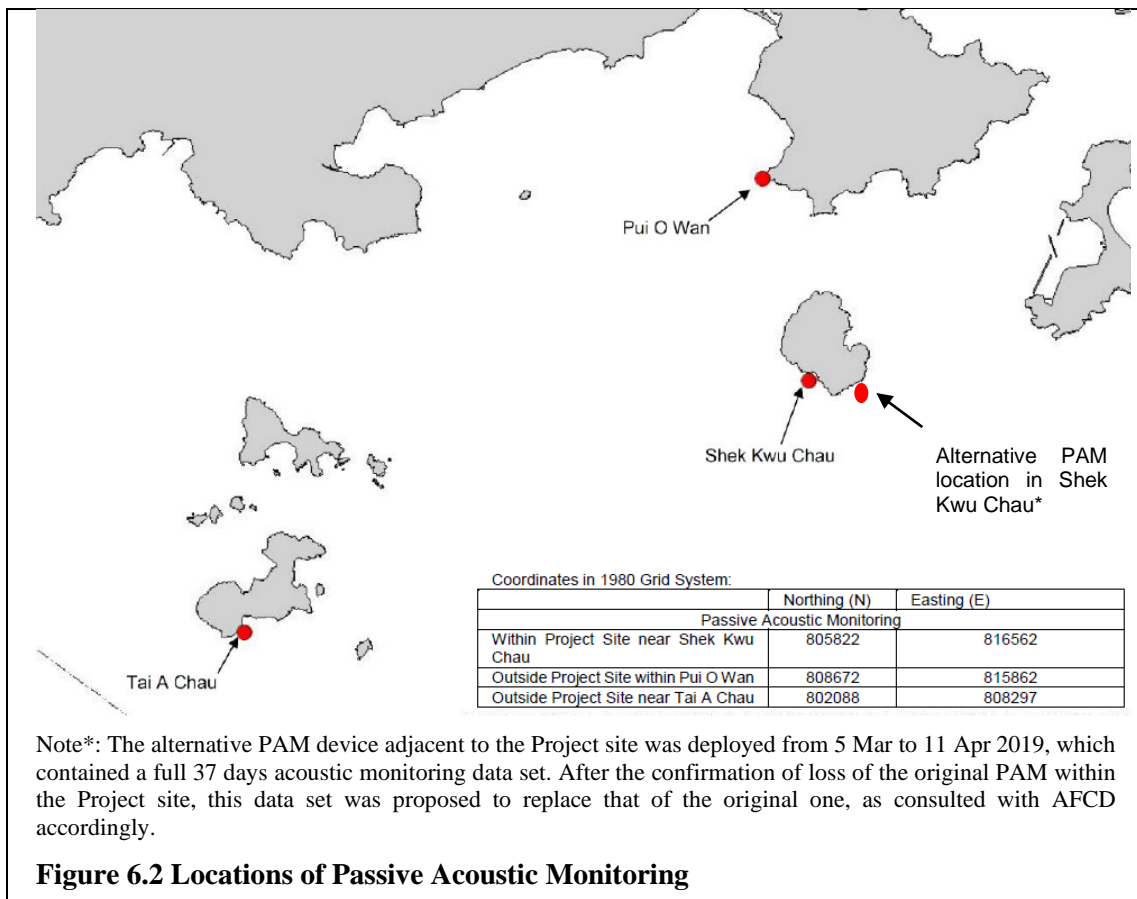 Pui O Wan
Shek Kwu Chau
Alternative PAM
location in Shek
Kwu Chau*
Tai A Chau
Coordinates in 1980 Grid System:
Northing (N) Easting (E)
Passive Acoustic Monitoring
Within Project Site near Shek Kwu 805822 816562
Chau
Outside Project Site within Pui O Wan 808672 815862
Outside Project Site near Tai A Chau 802088 808297
Note*: The alternative PAM device adjacent to the Project site was deployed from 5 Mar to 11 Apr 2019, which
contained a full 37 days acoustic monitoring data set. After the confirmation of loss of the original PAM within
the Project site, this data set was proposed to replace that of the original one, as consulted with AFCD
accordingly.
Figure 6.2 Locations of Passive Acoustic Monitoring